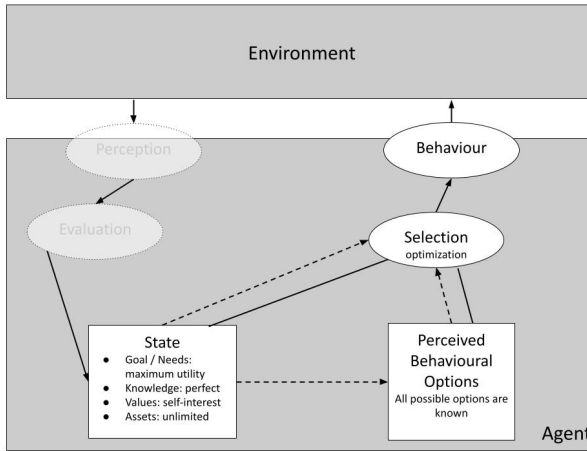 Environment
Perception
Behaviour
Evaluation
Selection
optimization
State
● Goal / Needs:
maximum utility
● Knowledge: perfect
● Values: self-interest
● Assets: unlimited
Perceived
Behavioural
Options
All possible options are
known
Agent